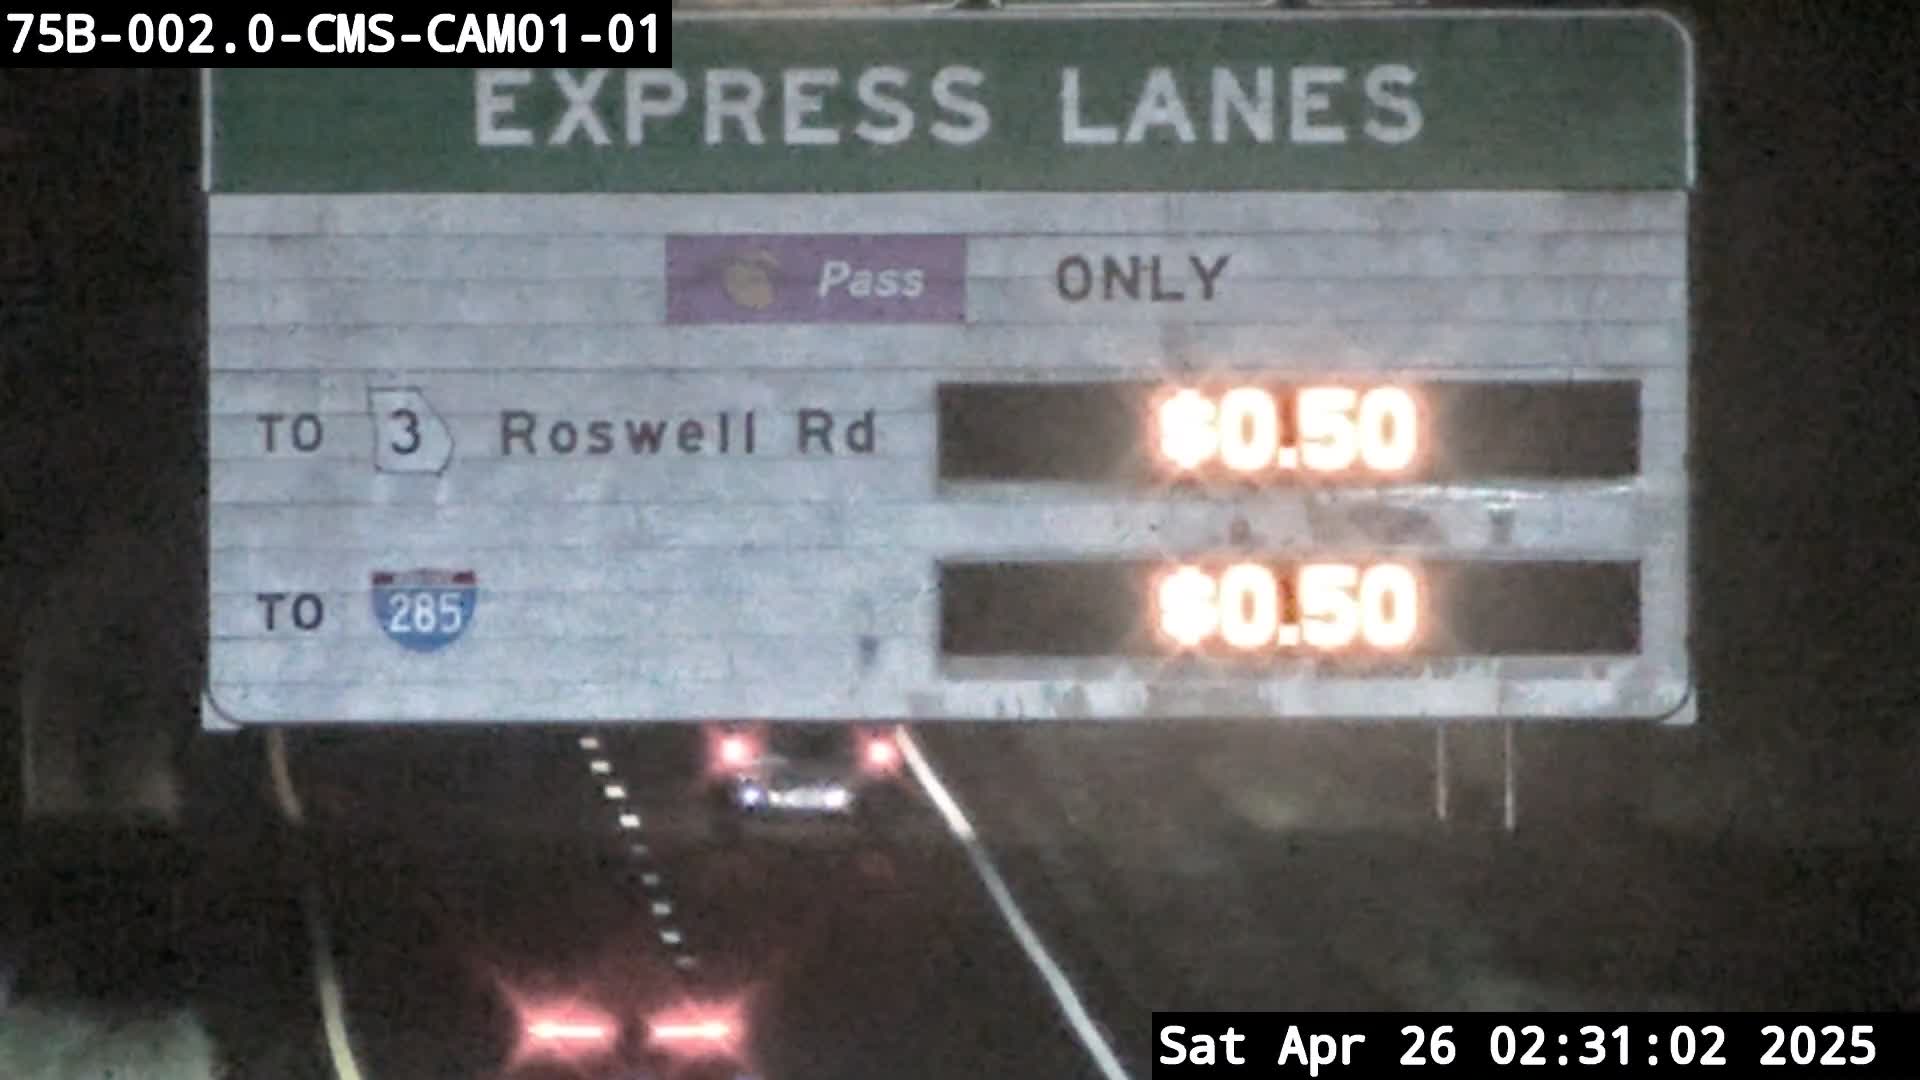 75B-002.0-CMS-CAM01-01
EXPRESS LANES
Pass ONLY
TO 3 Roswell Rd $0.50
TO 285 $0.50
Sat Apr 26 02:31:02 2025